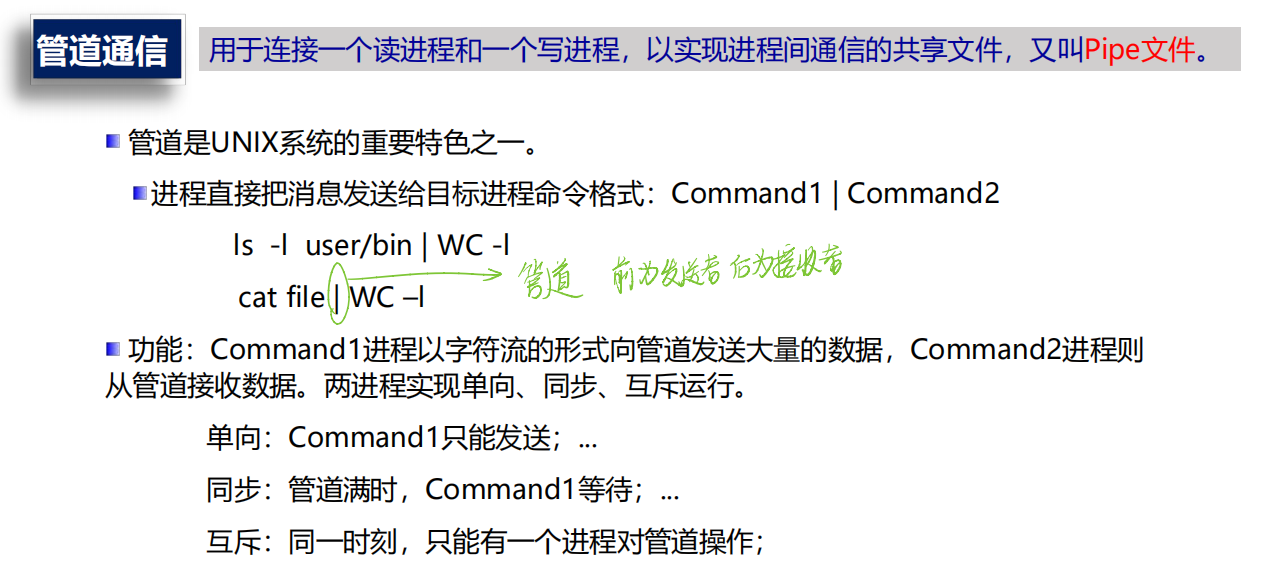 管道通信
用于连接一个读进程和一个写进程，以实现进程间通信的共享文件，又叫Pipe文件。
管道是UNIX系统的重要特色之一。
进程直接把消息发送给目标进程命令格式：Command1 | Command2
ls -l user/bin | WC -l
cat file | WC –l
管道 前为发送者 后为接收者
功能：Command1进程以字符流的形式向管道发送大量的数据，Command2进程则
从管道接收数据。两进程实现单向、同步、互斥运行。
单向：Command1只能发送；...
同步：管道满时，Command1等待；...
互斥：同一时刻，只能有一个进程对管道操作；